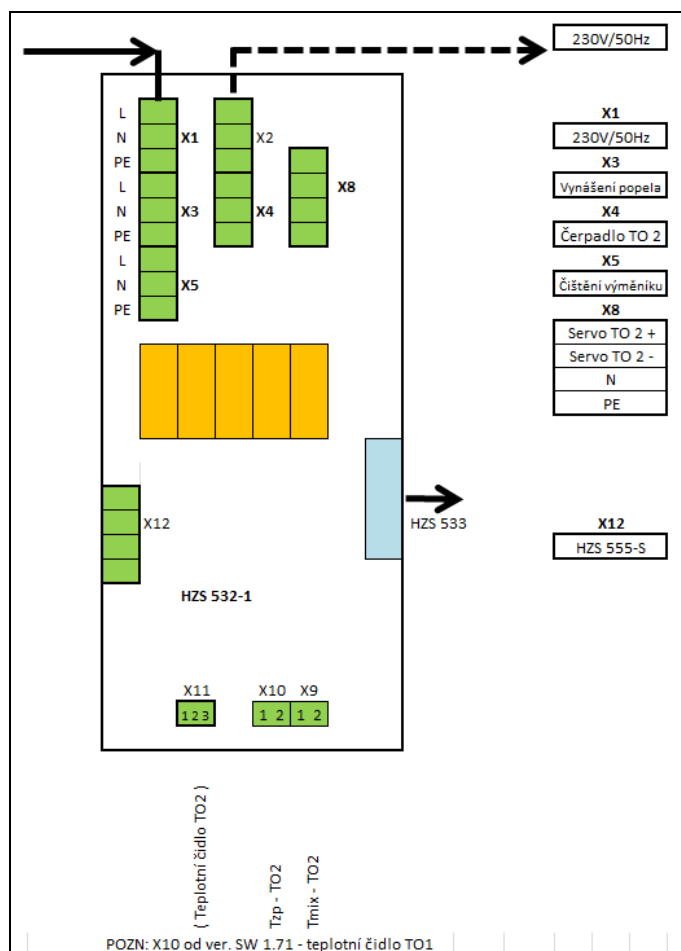 230V/50Hz
L
N
PE
L
N
PE
L
N
PE
X1
X3
X5
X2
X4
X8
X12
HZS 532-1
HZS 533
X11
1 2 3
X10
1 2
X9
1 2
( Teplotní čidlo TO2 )
Tzp - TO2
Tmix - TO2
X1
230V/50Hz
X3
Vynášení popela
X4
Čerpadlo TO 2
X5
Čištění výměníku
X8
Servo TO 2 +
Servo TO 2 -
N
PE
X12
HZS 555-S
POZN: X10 od ver. SW 1.71 - teplotní čidlo TO1